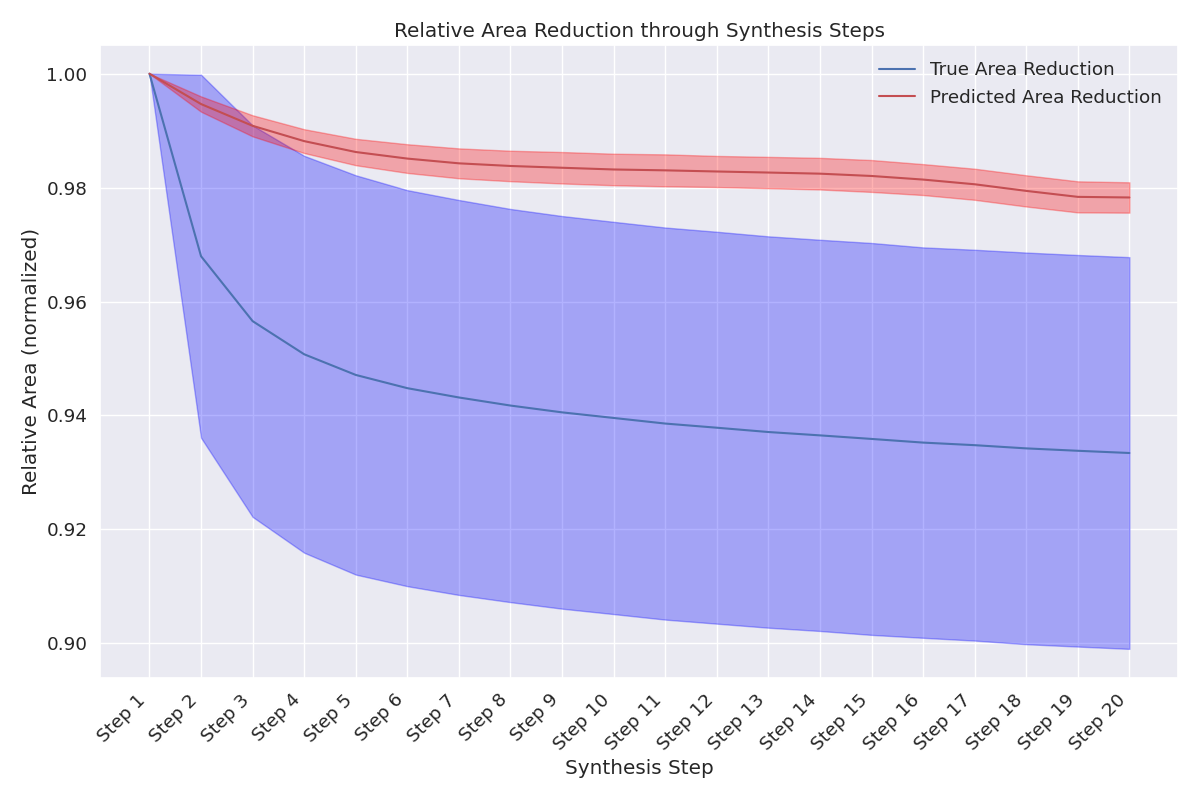 Relative Area Reduction through Synthesis Steps
True Area Reduction
Predicted Area Reduction
Relative Area (normalized)
1.00
0.98
0.96
0.94
0.92
0.90
Step 1
Step 2
Step 3
Step 4
Step 5
Step 6
Step 7
Step 8
Step 9
Step 10
Step 11
Step 12
Step 13
Step 14
Step 15
Step 16
Step 17
Step 18
Step 19
Step 20
Synthesis Step